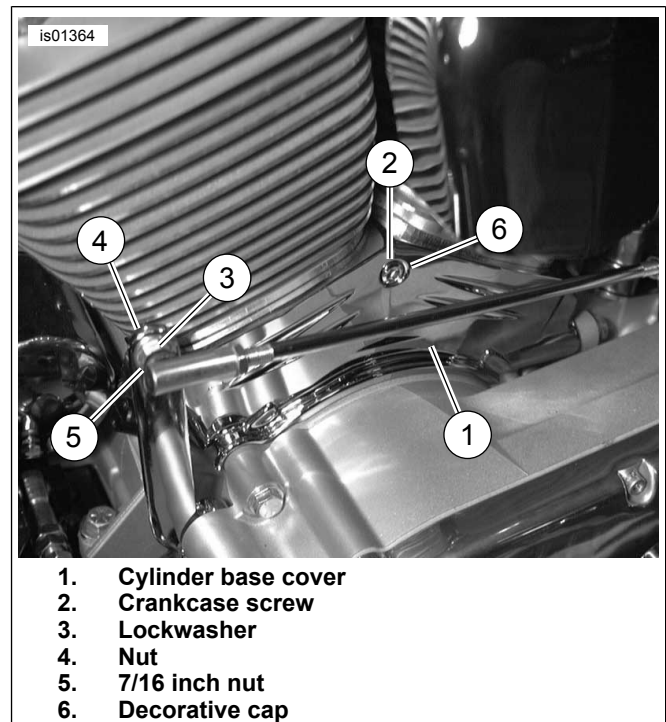 is01364
2
6
4
3
5
1
1. Cylinder base cover
2. Crankcase screw
3. Lockwasher
4. Nut
5. 7/16 inch nut
6. Decorative cap